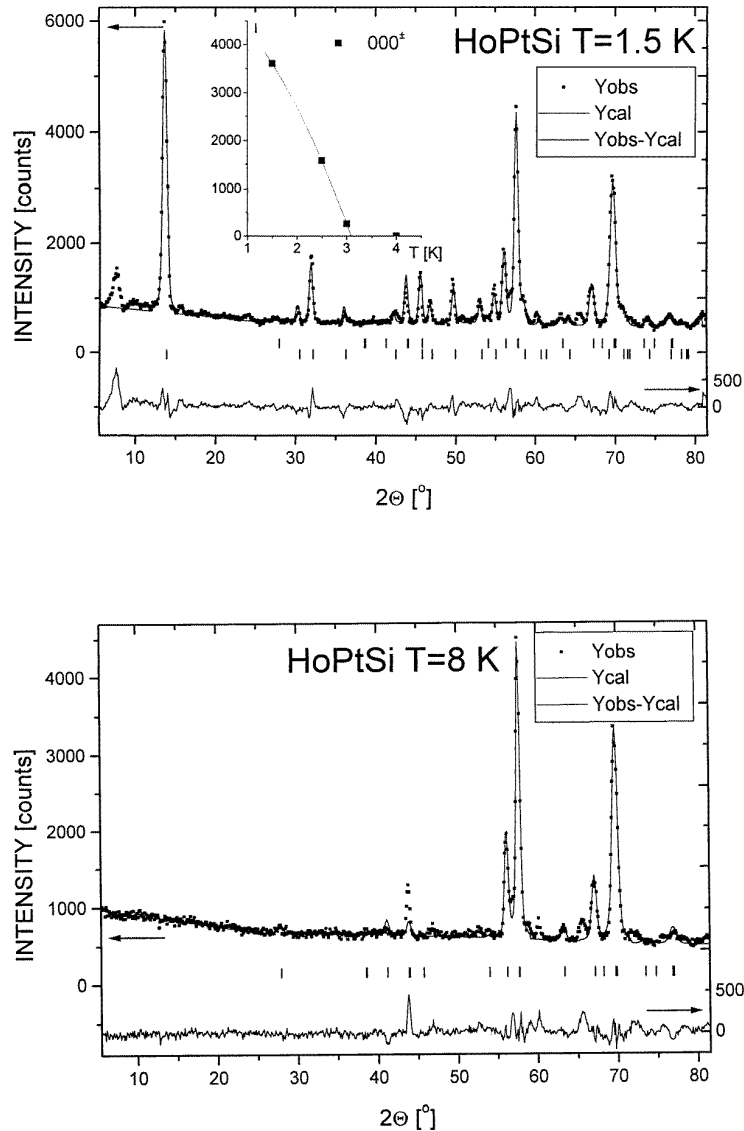 HoPtSi T=1.5 K
INTENSITY [counts]
6000
4000
2000
0
4000
3000
2000
1000
0
I
000±
1
2
3
4
T [K]
Yobs
Ycal
Yobs-Ycal
500
0
10 20 30 40 50 60 70 80
2Θ [o]
HoPtSi T=8 K
INTENSITY [counts]
4000
3000
2000
1000
0
Yobs
Ycal
Yobs-Ycal
500
0
10 20 30 40 50 60 70 80
2Θ [o]